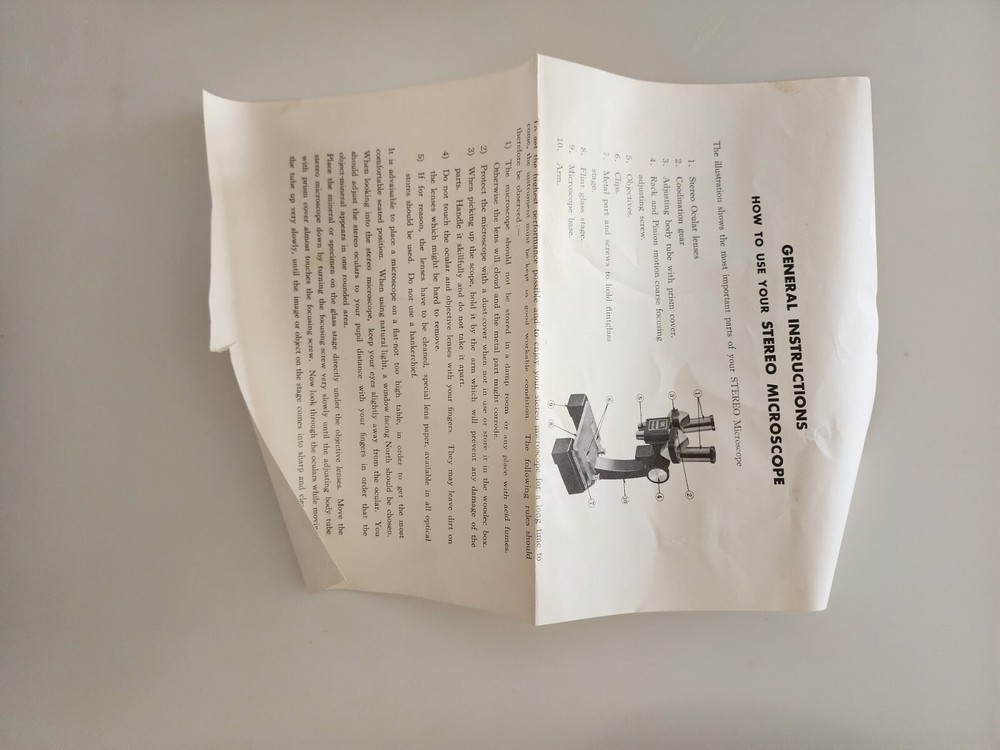 GENERAL INSTRUCTIONS
HOW TO USE YOUR STEREO MICROSCOPE
The illustration shows the most important parts of your STEREO Microscope
1. Stereo Ocular lenses
2. Coodination gear
3. Adjusting body tube with prism cover.
4. Rack and Pinion motion coarse focusing
adjusting screw.
5. Objectives.
6. Clips.
7. Metal part and screws to hold flintglass
stage.
8. Flint glass stage.
9. Microscope base.
10. Arm.
1
2
3
4
5
6
7
8
9
10
To get the highest performance possible and to enjoy your stereo microscope for a long time to
come, the instrument must be kept in good workable condition. The following rules should
therefore be observed:—
1) The microscope should not be stored in a damp room or any place with acid fumes.
Otherwise the lens will cloud and the metal part might corrode.
2) Protect the microscope with a dust-cover when not in use or store it in the woodec box.
3) When picking up the scope, hold it by the arm which will prevent any damage of the
parts. Handle it skillfully and do not take it apart.
4) Do not touch the ocular and objective lenses with your fingers. They may leave dirt on
the lenses which might be hard to remove.
5) If for reason, the lenses have to be cleaned, special lens paper, available in all optical
stores should be used. Do not use a hankerchief.
It is advaisable to place a microscope on a flat-not too high table, in order to get the most
comfortable seated position. When using natural light, a window facing North should be chosen.
When looking into the stereo microscope, keep your eyes slightly away from the ocular. You
should adjust the stereo oculars to your pupil distance with your fingers in order that the
object-mineral appears in one rounded area.
Place the mineral or specimen on the glass stage directly under the objective lenses. Move the
stereo microscope down by turning the focusing screw very slowly until the adjusting body tube
with prism cover almost touches the focusing screw. Now look through the oculars while movin
the tube up very slowly, until the image or object on the stage comes into sharp and